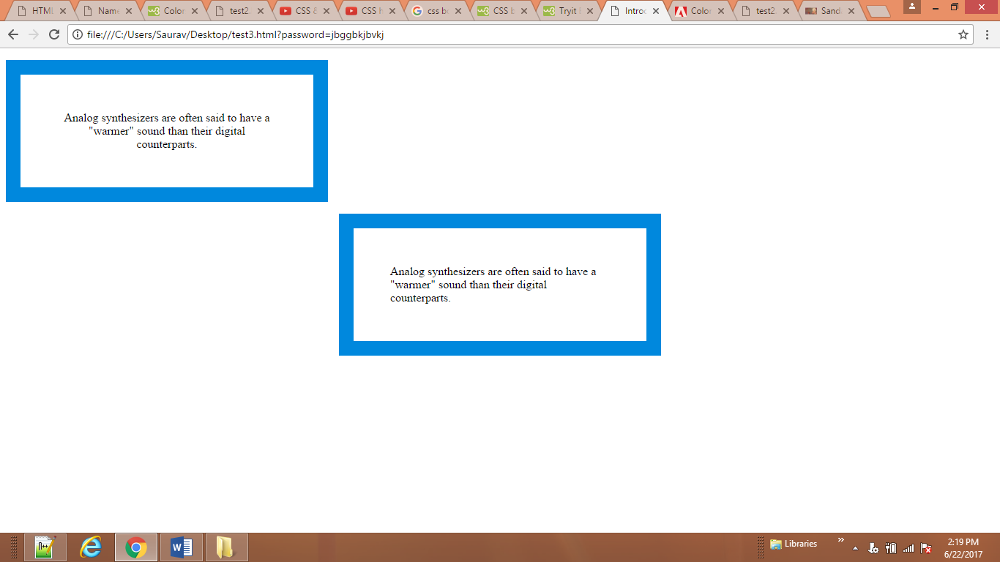 HTML
Name
Color
test2.
CSS &
CSS h
css bo
CSS b
Tryit E
Introd
Color
test2.
Sand
file:///C:/Users/Saurav/Desktop/test3.html?password=jbggbkjbvkj
Analog synthesizers are often said to have a
"warmer" sound than their digital
counterparts.
Analog synthesizers are often said to have a
"warmer" sound than their digital
counterparts.
Libraries
2:19 PM
6/22/2017